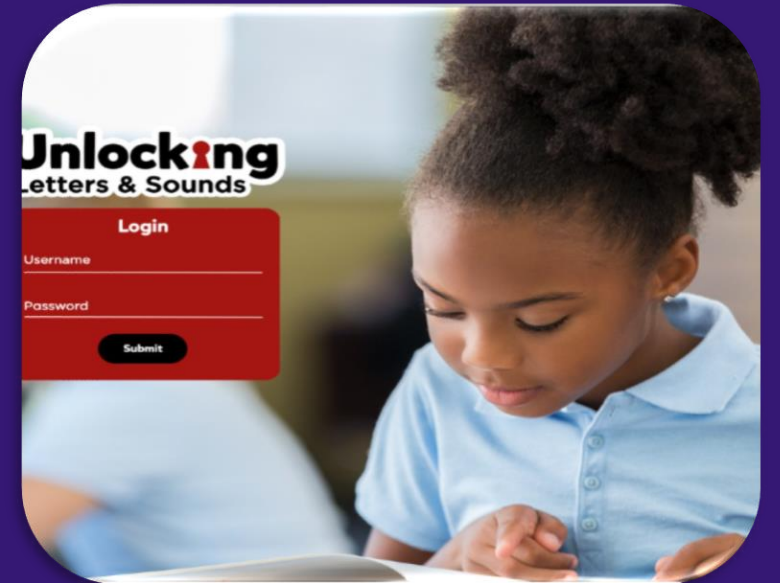 Unlocking
Letters & Sounds
Login
Username
Password
Submit